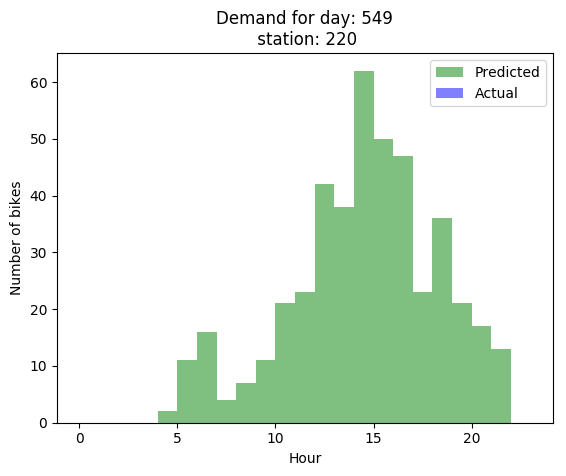 Demand for day: 549
station: 220
Predicted
Actual
Number of bikes
60
50
40
30
20
10
0
0 5 10 15 20
Hour